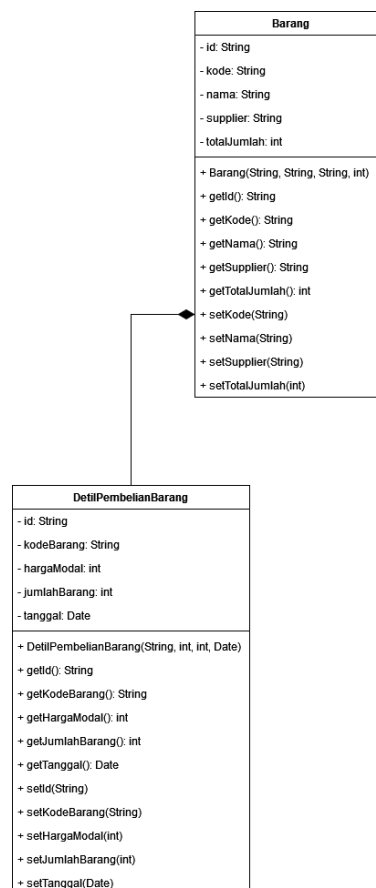 Barang
- id: String
- kode: String
- nama: String
- supplier: String
- totalJumlah: int
+ Barang(String, String, String, int)
+ getId(): String
+ getKode(): String
+ getNama(): String
+ getSupplier(): String
+ getTotalJumlah(): int
+ setKode(String)
+ setNama(String)
+ setSupplier(String)
+ setTotalJumlah(int)
DetilPembelianBarang
- id: String
- kodeBarang: String
- hargaModal: int
- jumlahBarang: int
- tanggal: Date
+ DetilPembelianBarang(String, int, int, Date)
+ getId(): String
+ getKodeBarang(): String
+ getHargaModal(): int
+ getJumlahBarang(): int
+ getTanggal(): Date
+ setId(String)
+ setKodeBarang(String)
+ setHargaModal(int)
+ setJumlahBarang(int)
+ setTanggal(Date)